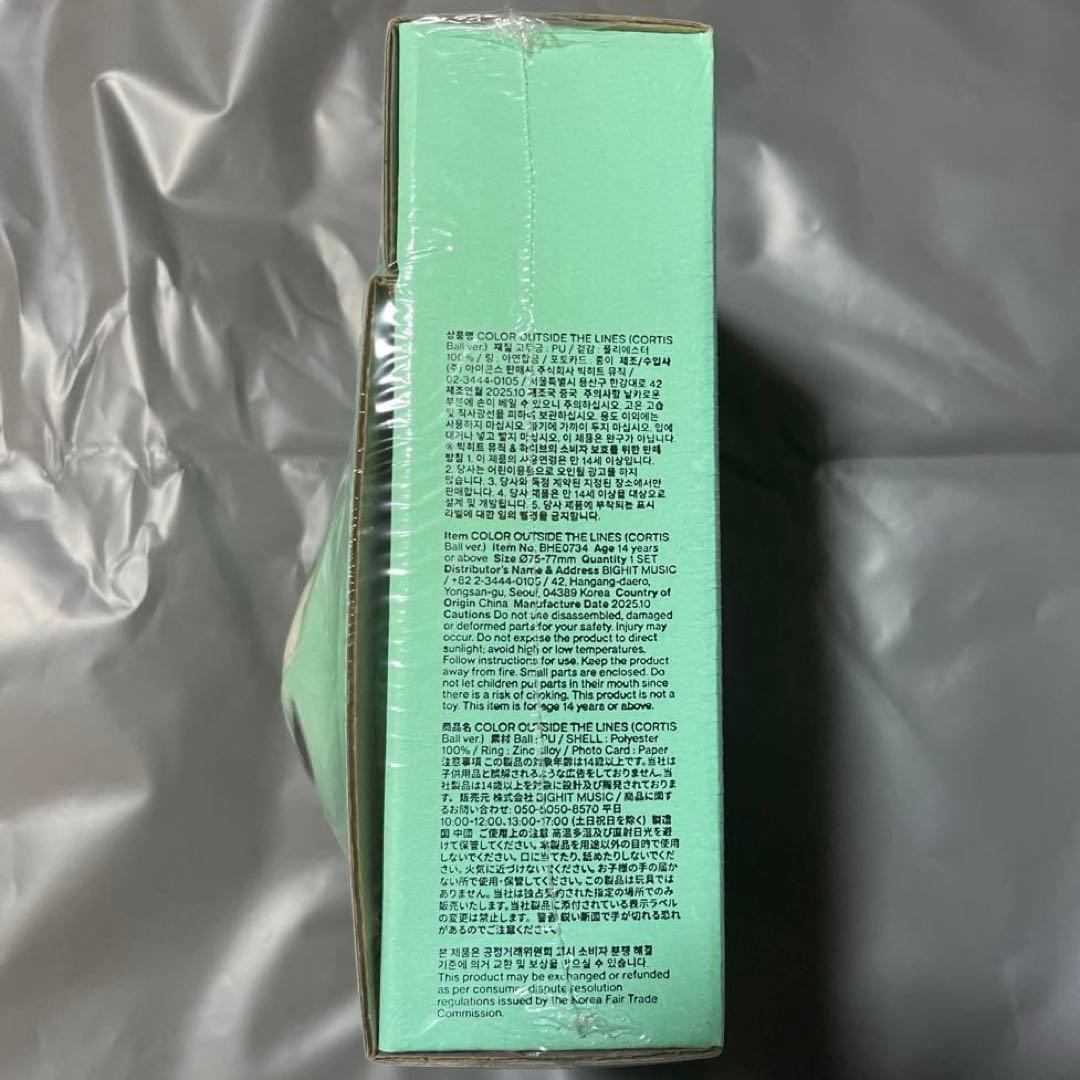 상품명 COLOR OUTSIDE THE LINES (CORTIS
Ball ver.) 재질 고무공 : PU / 겉감 : 폴리에스터
100% / 링 : 아연합금 / 포토카드 : 종이 제조/수입사
(주) 아이콘스 판매사 주식회사 빅히트 뮤직 /
02-3444-0105 / 서울특별시 용산구 한강대로 42
제조연월 2025.10 제조국 중국 주의사항 날카로운
부분에 손이 베일 수 있으니 주의하십시오. 고온 고습
및 직사광선을 피하여 보관하십시오. 용도 이외에는
사용하지 마십시오. 화기에 가까이 두지 마십시오. 입에
대거나 넣고 빨지 마십시오. 이 제품은 완구가 아닙니다.
※ 빅히트 뮤직 & 하이브의 소비자 보호를 위한 판매
방침 1. 이 제품의 사용연령은 만 14세 이상입니다.
2. 당사는 어린이용품으로 오인될 광고를 하지
않습니다. 3. 당사와 독점 계약된 지정된 장소에서만
판매합니다. 4. 당사 제품은 만 14세 이상을 대상으로
설계 및 개발됩니다. 5. 당사 제품에 부착되는 표시
라벨에 대한 임의 변경을 금지합니다.
Item COLOR OUTSIDE THE LINES (CORTIS
Ball ver.) Item No. BHE0734 Age 14 years
or above Size Ø75-77mm Quantity 1 SET
Distributor's Name & Address BIGHIT MUSIC
/ +82 2-3444-0105 / 42, Hangang-daero,
Yongsan-gu, Seoul, 04389 Korea Country of
Origin China Manufacture Date 2025.10
Cautions Do not use disassembled, damaged
or deformed parts for your safety. Injury may
occur. Do not expose the product to direct
sunlight; avoid high or low temperatures.
Follow instructions for use. Keep the product
away from fire. Small parts are enclosed. Do
not let children put parts in their mouth since
there is a risk of choking. This product is not a
toy. This item is for age 14 years or above.
商品名 COLOR OUTSIDE THE LINES (CORTIS
Ball ver.) 素材 Ball : PU / SHELL : Polyester
100% / Ring : Zinc alloy / Photo Card : Paper
注意事項 この製品の対象年齢は14歳以上です。当社は
子供用品と誤解されるような広告をしておりません。当
社製品は14歳以上を対象に設計及び開発されておりま
す。販売元 株式会社 BIGHIT MUSIC / 商品に関す
るお問い合わせ: 050-5050-8570 平日
10:00-12:00、13:00-17:00 (土日祝日を除く) 製造
国 中国 ご使用上の注意 高温多湿及び直射日光を避
けて保管してください。本製品を用途以外の目的で使用
しないでください。口に当てたり、舐めたりしないでくだ
さい。火気に近づけないでください。お子様の手の届か
ない所で使用・保管してください。この製品は玩具では
ありません。当社は独占契約された指定の場所でのみ
販売いたします。当社製品に添付されている表示ラベル
の変更は禁止します。警告 鋭い断面で手が切れる恐れ
があるのでご注意ください。
본 제품은 공정거래위원회 고시 소비자 분쟁 해결
기준에 의거 교환 및 보상을 받으실 수 있습니다.
This product may be exchanged or refunded
as per consumer dispute resolution
regulations issued by the Korea Fair Trade
Commission.